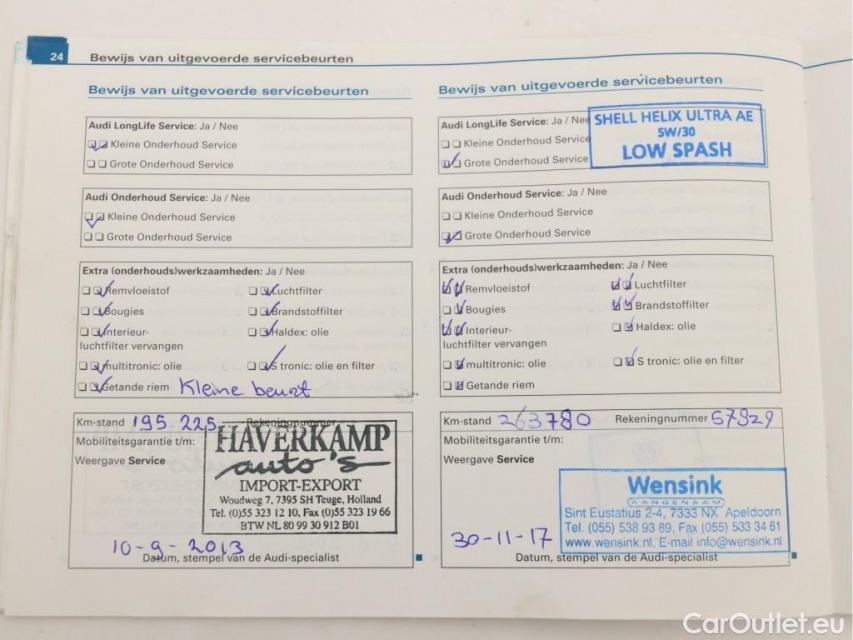 24 Bewijs van uitgevoerde servicebeurten
Bewijs van uitgevoerde servicebeurten
Audi LongLife Service: Ja / Nee
Kleine Onderhoud Service
Grote Onderhoud Service
Audi Onderhoud Service: Ja / Nee
Kleine Onderhoud Service
Grote Onderhoud Service
Extra (onderhouds)werkzaamheden: Ja / Nee
Remvloeistof Luchtfilter
Bougies Brandstoffilter
Interieur- Haldex: olie
luchtfilter vervangen
multitronic: olie S tronic: olie en filter
Getande riem Kleine beurt
Km-stand 195 225 Rekeningnummer
Mobiliteitsgarantie t/m:
Weergave Service
HAVERKAMP
auto's
IMPORT-EXPORT
Woudweg 7, 7395 SH Teuge, Holland
Tel. (0)55 323 12 10, Fax (0)55 323 19 66
BTW NL 80 99 30 912 B01
10-9-2013
Datum, stempel van de Audi-specialist
Bewijs van uitgevoerde servicebeurten
Audi LongLife Service: Ja / Nee
Kleine Onderhoud Service
Grote Onderhoud Service
SHELL HELIX ULTRA AE
5W/30
LOW SPASH
Audi Onderhoud Service: Ja / Nee
Kleine Onderhoud Service
Grote Onderhoud Service
Extra (onderhouds)werkzaamheden: Ja / Nee
Remvloeistof Luchtfilter
Bougies Brandstoffilter
Interieur- Haldex: olie
luchtfilter vervangen
multitronic: olie S tronic: olie en filter
Getande riem
Km-stand 263780 Rekeningnummer 57929
Mobiliteitsgarantie t/m:
Weergave Service
Wensink
AANGENAAM
Sint Eustatius 2-4, 7333 NX Apeldoorn
Tel. (055) 538 93 89, Fax (055) 533 34 61
www.wensink.nl, E-mail info@wensink.nl
30-11-17
Datum, stempel van de Audi-specialist
CarOutlet.eu